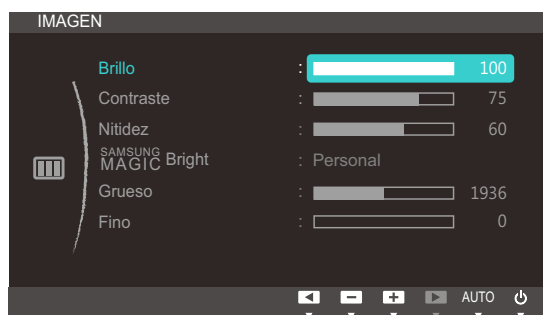 IMAGEN
Brillo : 100
Contraste : 75
Nitidez : 60
SAMSUNG
MAGIC Bright : Personal
Grueso : 1936
Fino : 0
AUTO